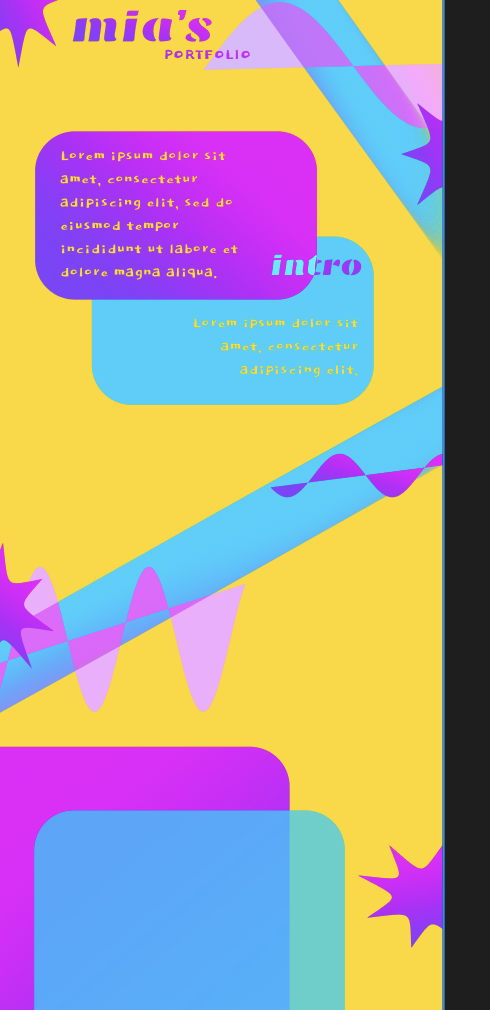 mia's
PORTFOLIO
Lorem ipsum dolor sit
amet, consectetur
adipiscing elit, sed do
eiusmod tempor
incididunt ut labore et
dolore magna aliqua.
intro
Lorem ipsum dolor sit
amet, consectetur
adipiscing elit.